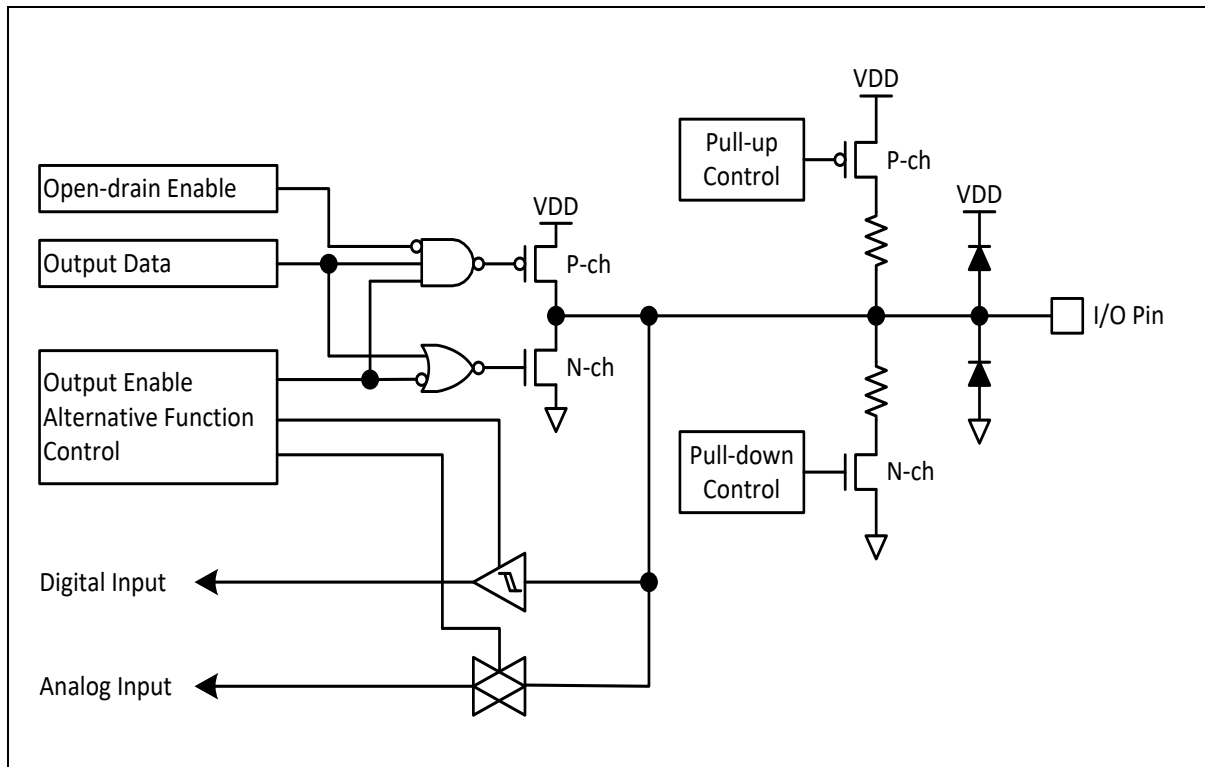 VDD
Pull-up
Control
P-ch
Open-drain Enable
VDD
VDD
Output Data
P-ch
I/O Pin
Output Enable
Alternative Function
Control
N-ch
Pull-down
Control
N-ch
Digital Input
Analog Input